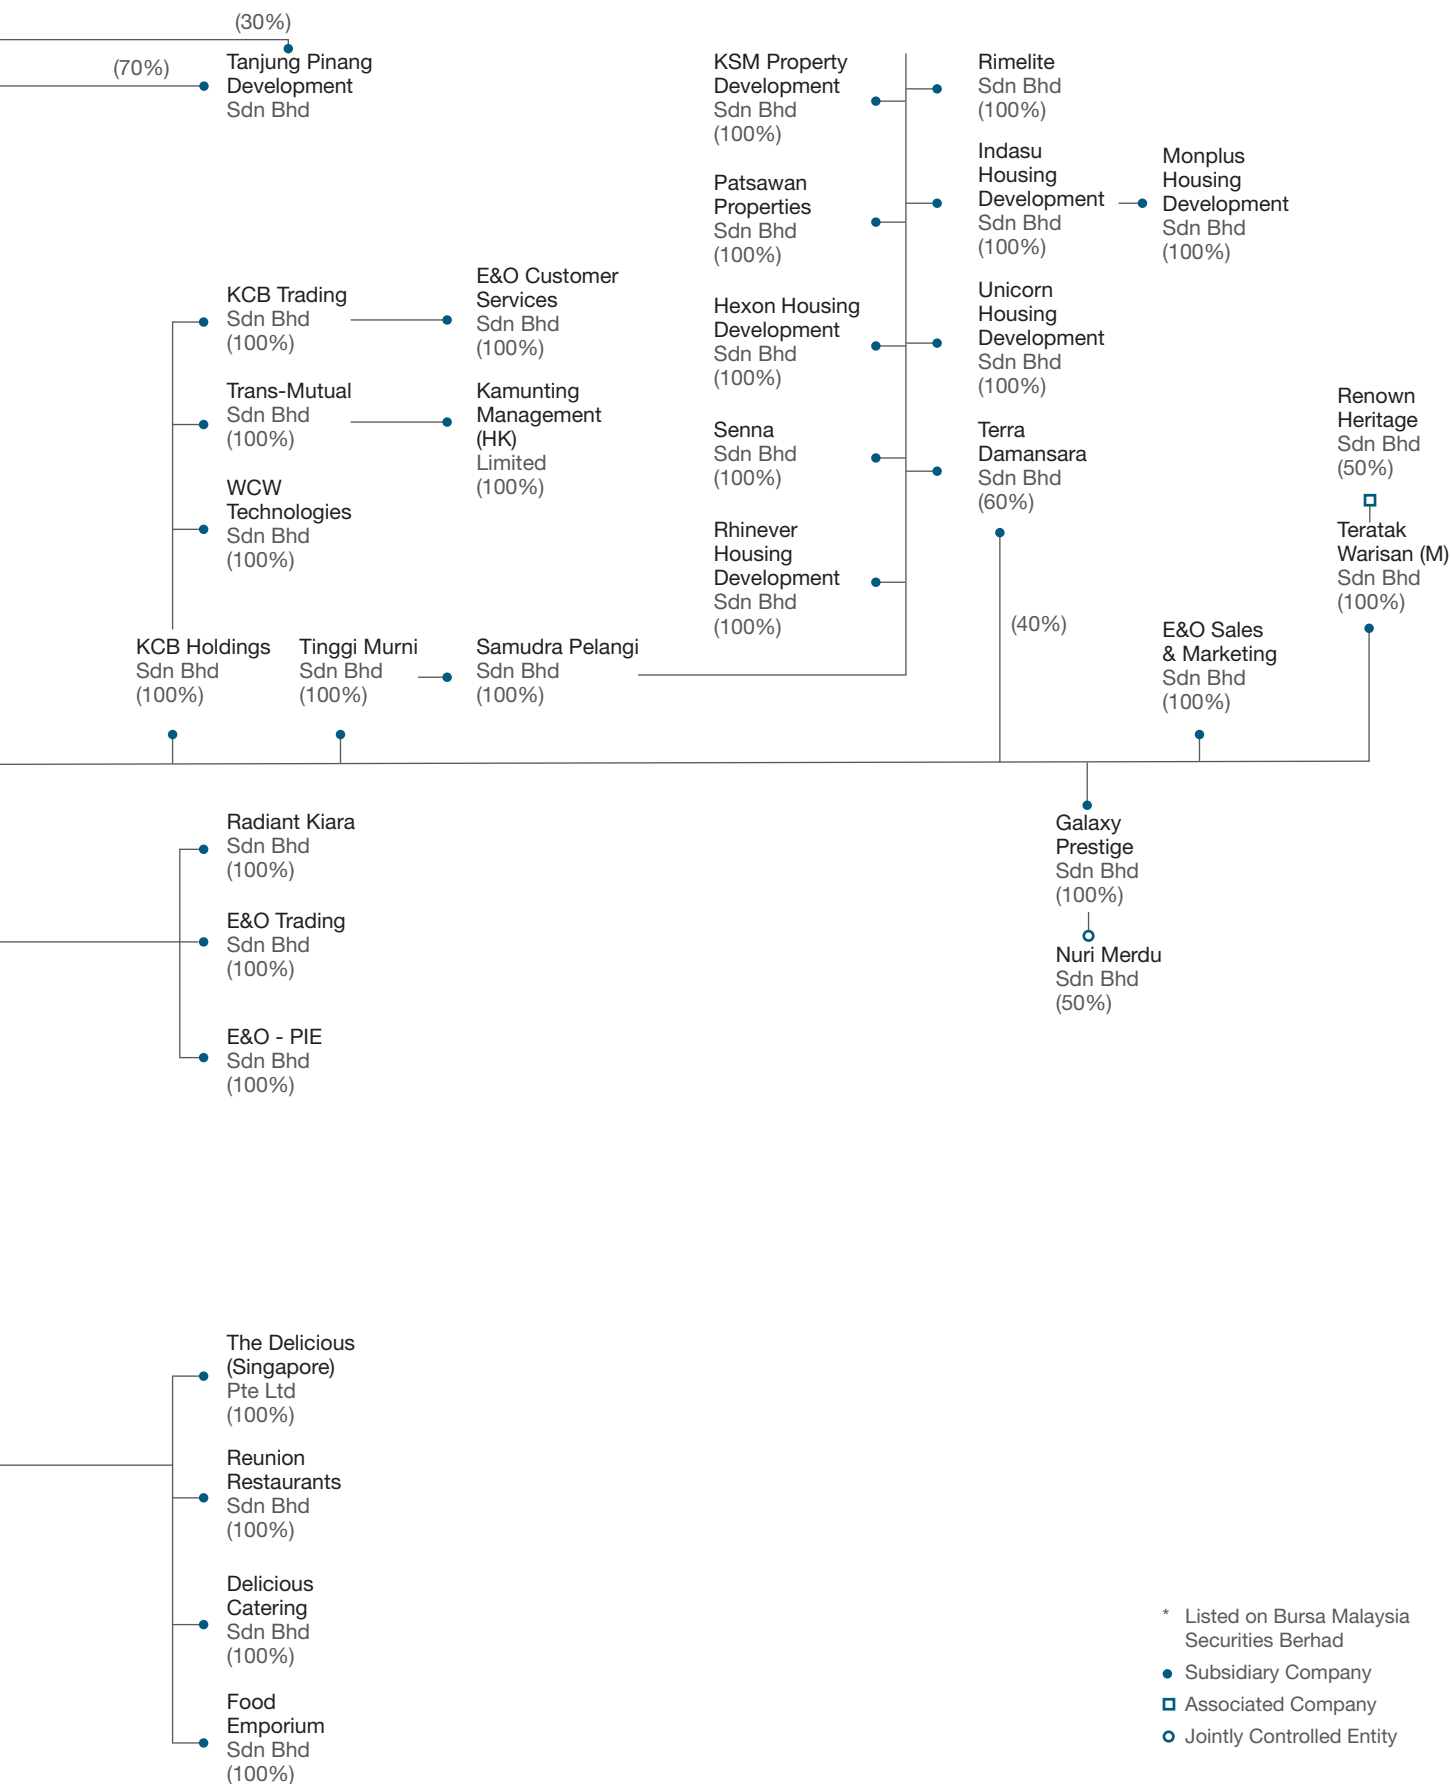 (30%)
(70%)
Tanjung Pinang
Development
Sdn Bhd
KSM Property
Development
Sdn Bhd
(100%)
Rimelite
Sdn Bhd
(100%)
Patsawan
Properties
Sdn Bhd
(100%)
Indasu
Housing
Development
Sdn Bhd
(100%)
Monplus
Housing
Development
Sdn Bhd
(100%)
KCB Trading
Sdn Bhd
(100%)
E&O Customer
Services
Sdn Bhd
(100%)
Hexon Housing
Development
Sdn Bhd
(100%)
Unicorn
Housing
Development
Sdn Bhd
(100%)
Trans-Mutual
Sdn Bhd
(100%)
Kamunting
Management
(HK)
Limited
(100%)
Senna
Sdn Bhd
(100%)
Terra
Damansara
Sdn Bhd
(60%)
Renown
Heritage
Sdn Bhd
(50%)
WCW
Technologies
Sdn Bhd
(100%)
Rhinever
Housing
Development
Sdn Bhd
(100%)
Teratak
Warisan (M)
Sdn Bhd
(100%)
KCB Holdings
Sdn Bhd
(100%)
Tinggi Murni
Sdn Bhd
(100%)
Samudra Pelangi
Sdn Bhd
(100%)
(40%)
E&O Sales
& Marketing
Sdn Bhd
(100%)
Radiant Kiara
Sdn Bhd
(100%)
Galaxy
Prestige
Sdn Bhd
(100%)
E&O Trading
Sdn Bhd
(100%)
Nuri Merdu
Sdn Bhd
(50%)
E&O - PIE
Sdn Bhd
(100%)
The Delicious
(Singapore)
Pte Ltd
(100%)
Reunion
Restaurants
Sdn Bhd
(100%)
Delicious
Catering
Sdn Bhd
(100%)
Food
Emporium
Sdn Bhd
(100%)
* Listed on Bursa Malaysia
Securities Berhad
Subsidiary Company
Associated Company
Jointly Controlled Entity